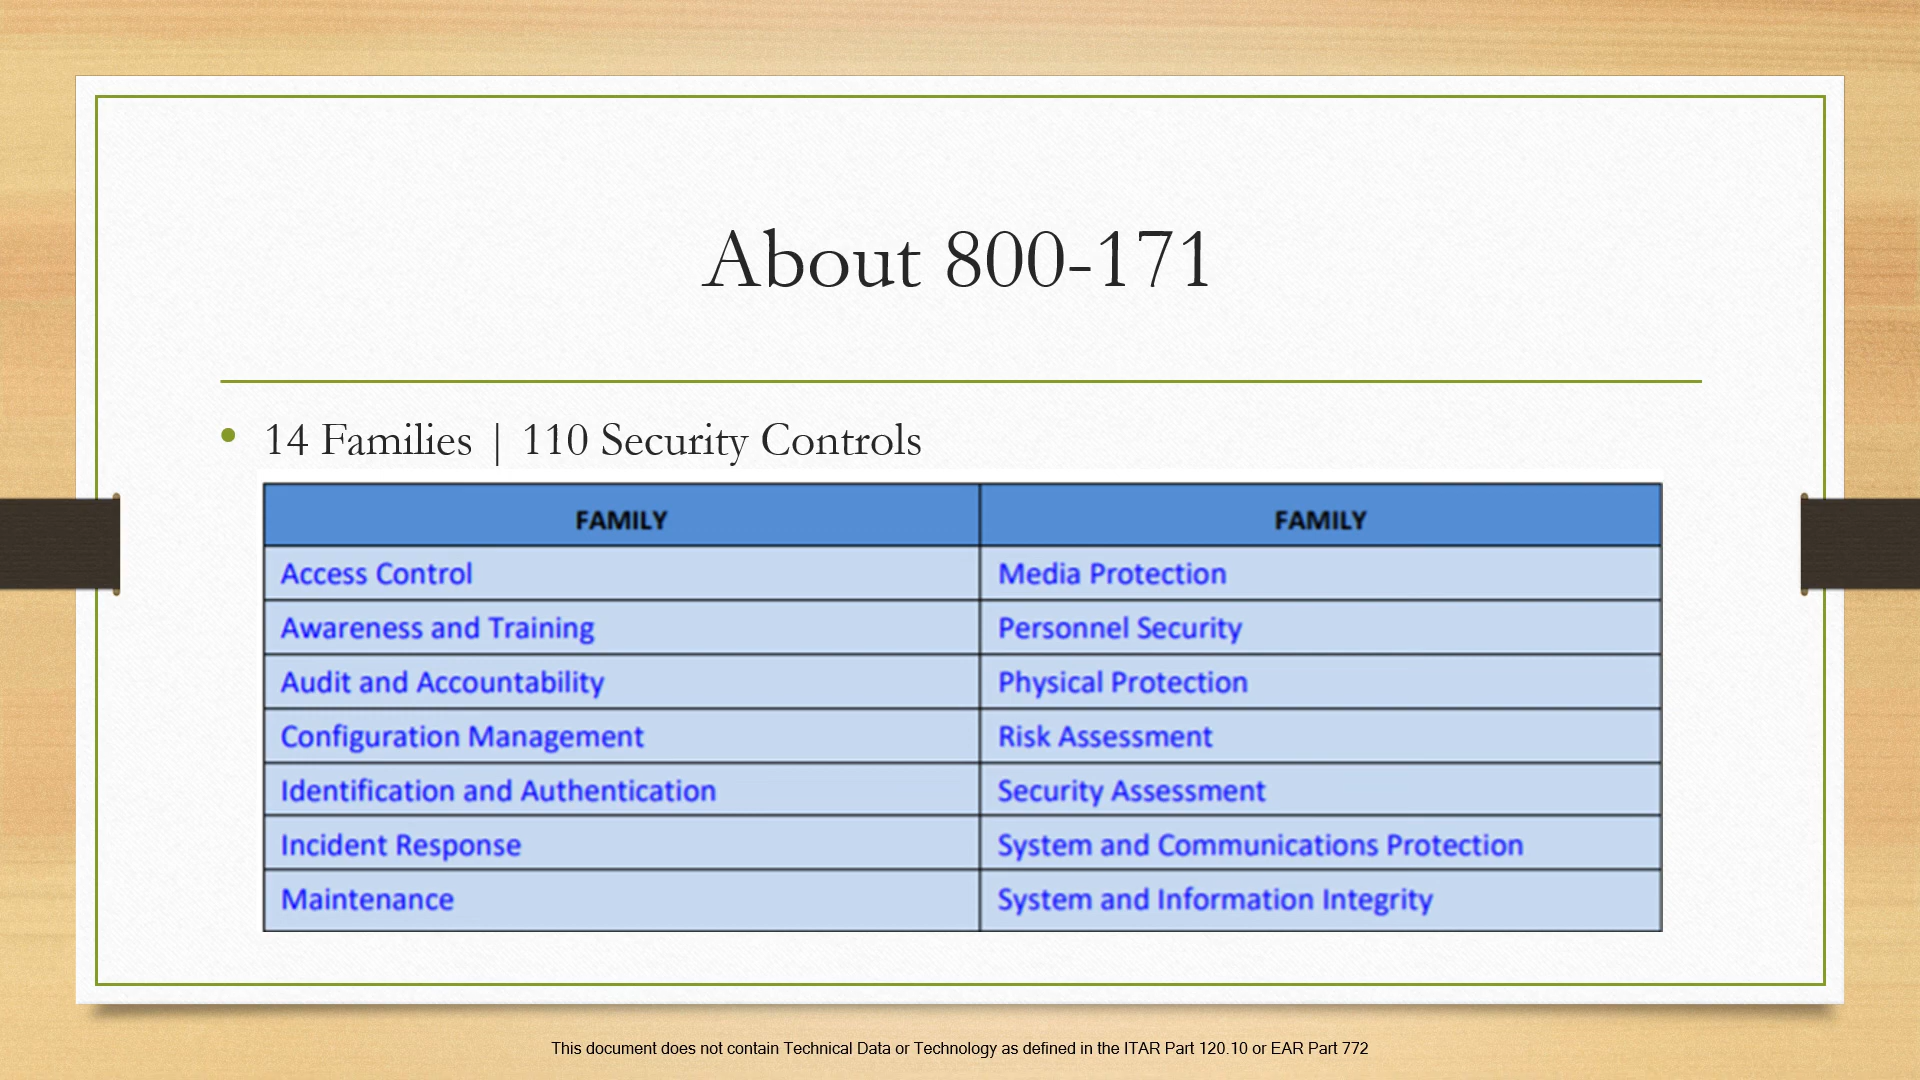 About 800-171
• 14 Families | 110 Security Controls
FAMILY FAMILY
Access Control Media Protection
Awareness and Training Personnel Security
Audit and Accountability Physical Protection
Configuration Management Risk Assessment
Identification and Authentication Security Assessment
Incident Response System and Communications Protection
Maintenance System and Information Integrity
This document does not contain Technical Data or Technology as defined in the ITAR Part 120.10 or EAR Part 772